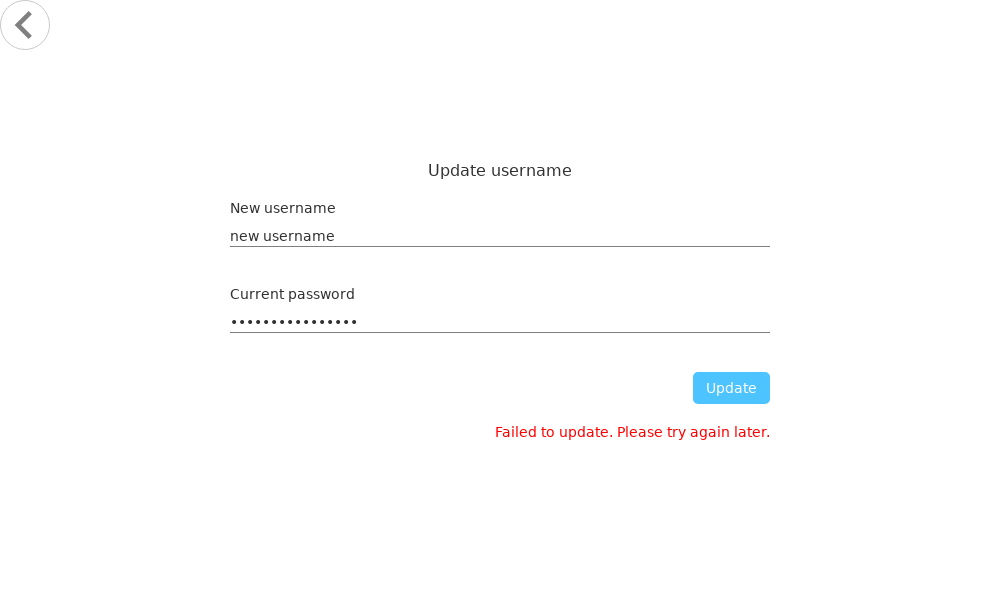 Update username
New username
new username
Current password
••••••••••••••••
Update
Failed to update. Please try again later.